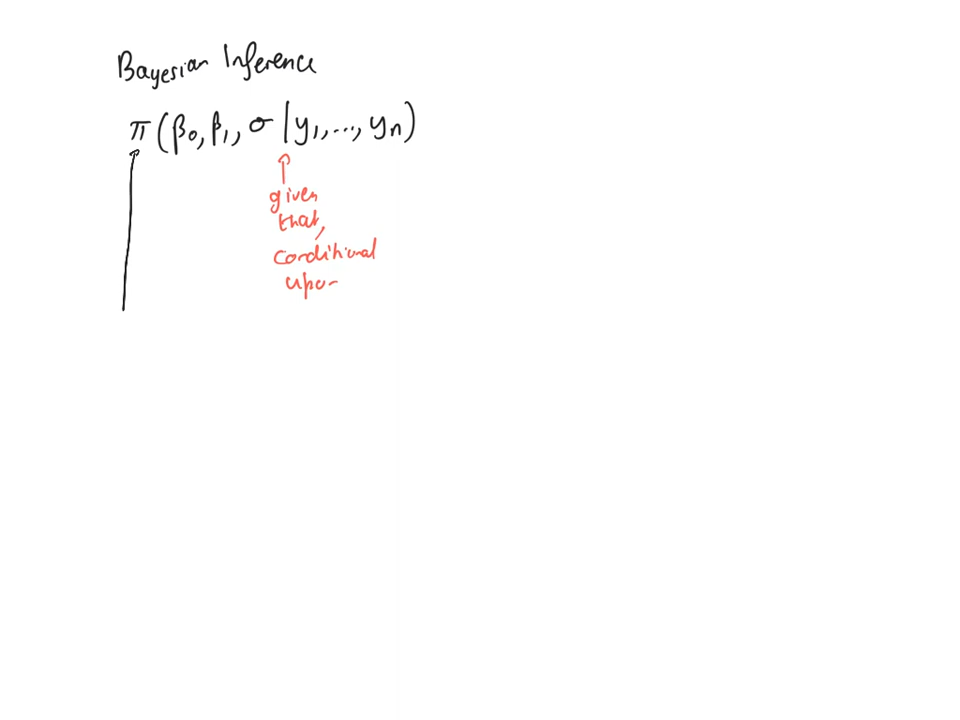 Bayesian Inference
π(β₀, β₁, σ | y₁, ..., yₙ)
given
that,
conditional
upon